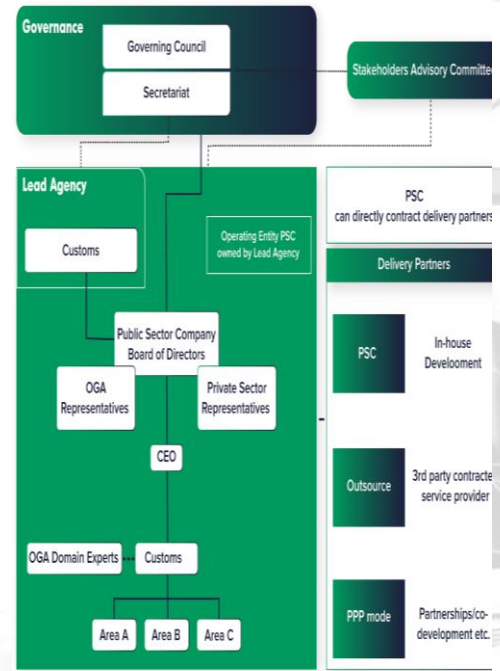 Governance
Governing Council
Secretariat
Stakeholders Advisory Committe
Lead Agency
Customs
Operating Entity PSC
owned by Lead Agency
Public Sector Company
Board of Directors
OGA
Representatives
Private Sector
Representatives
CEO
OGA Domain Experts
Customs
Area A
Area B
Area C
PSC
can directly contract delivery partners
Delivery Partners
PSC
In-house
Develooment
Outsource
3rd party contracte
service provider
PPP mode
Partnerships/co-
development etc.